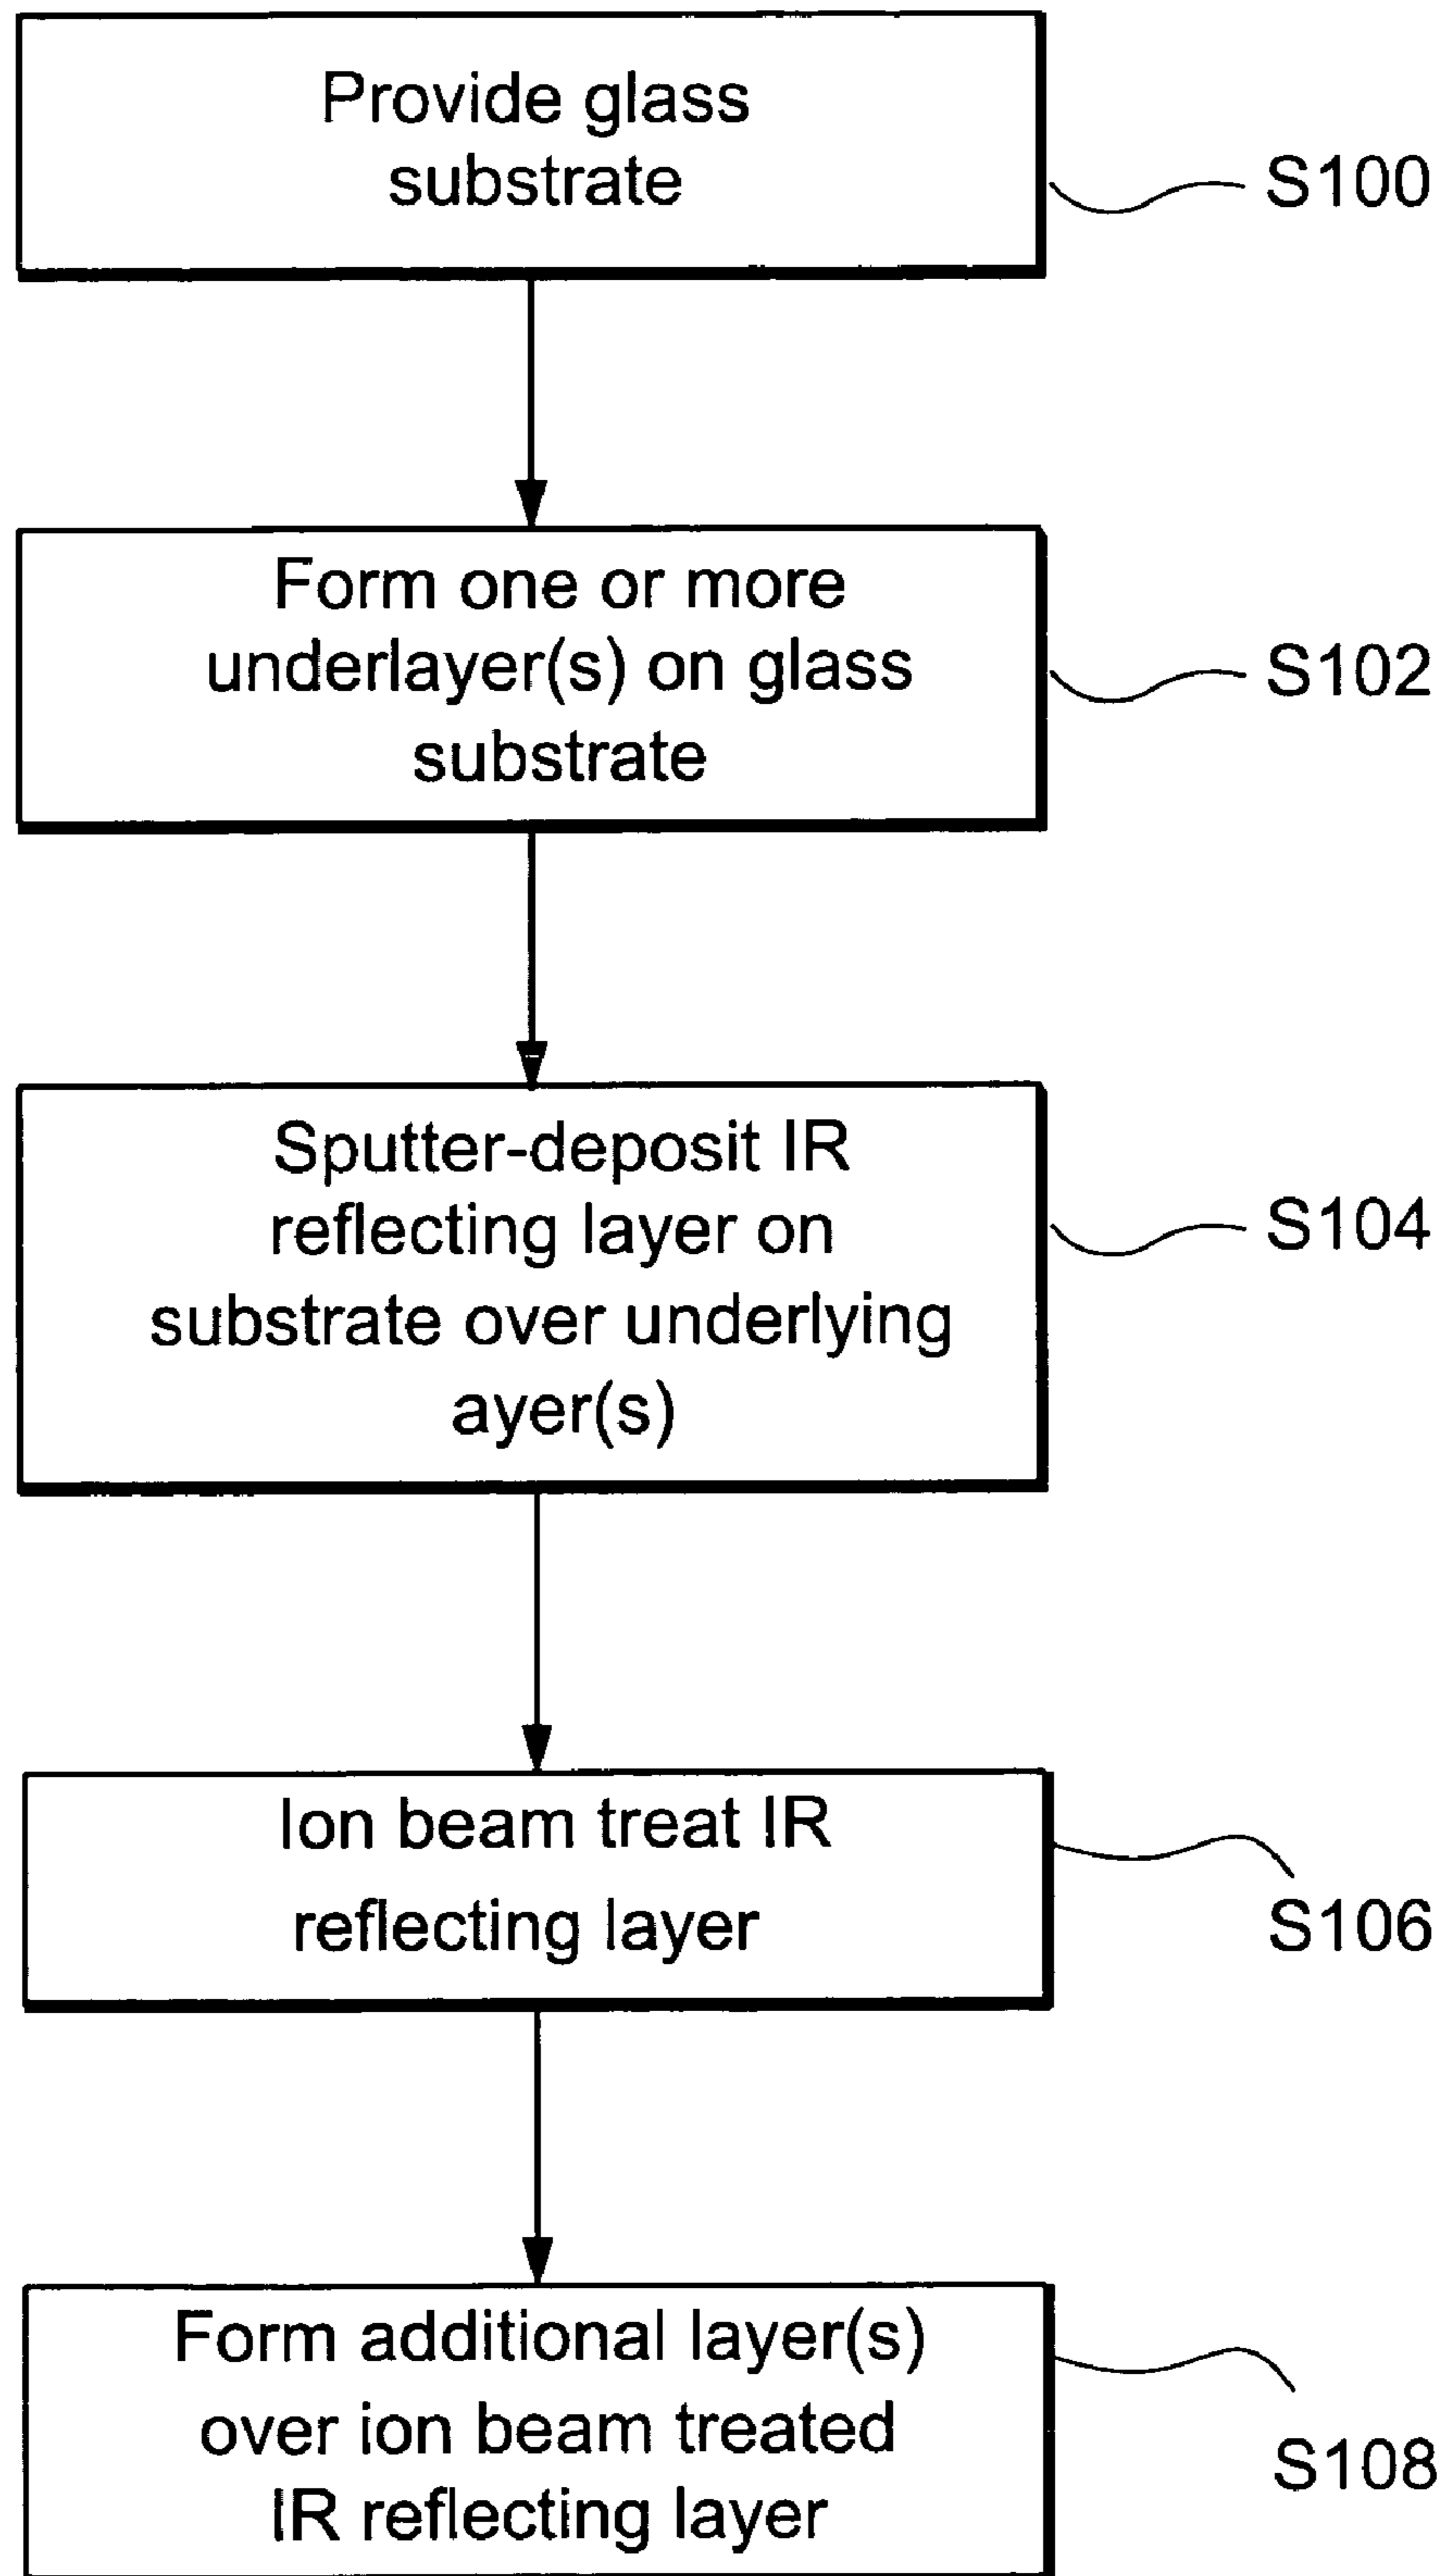 Provide glass
substrate
S100
Form one or more
underlayer(s) on glass
substrate
S102
Sputter-deposit IR
reflecting layer on
substrate over underlying
ayer(s)
S104
Ion beam treat IR
reflecting layer
S106
Form additional layer(s)
over ion beam treated
IR reflecting layer
S108